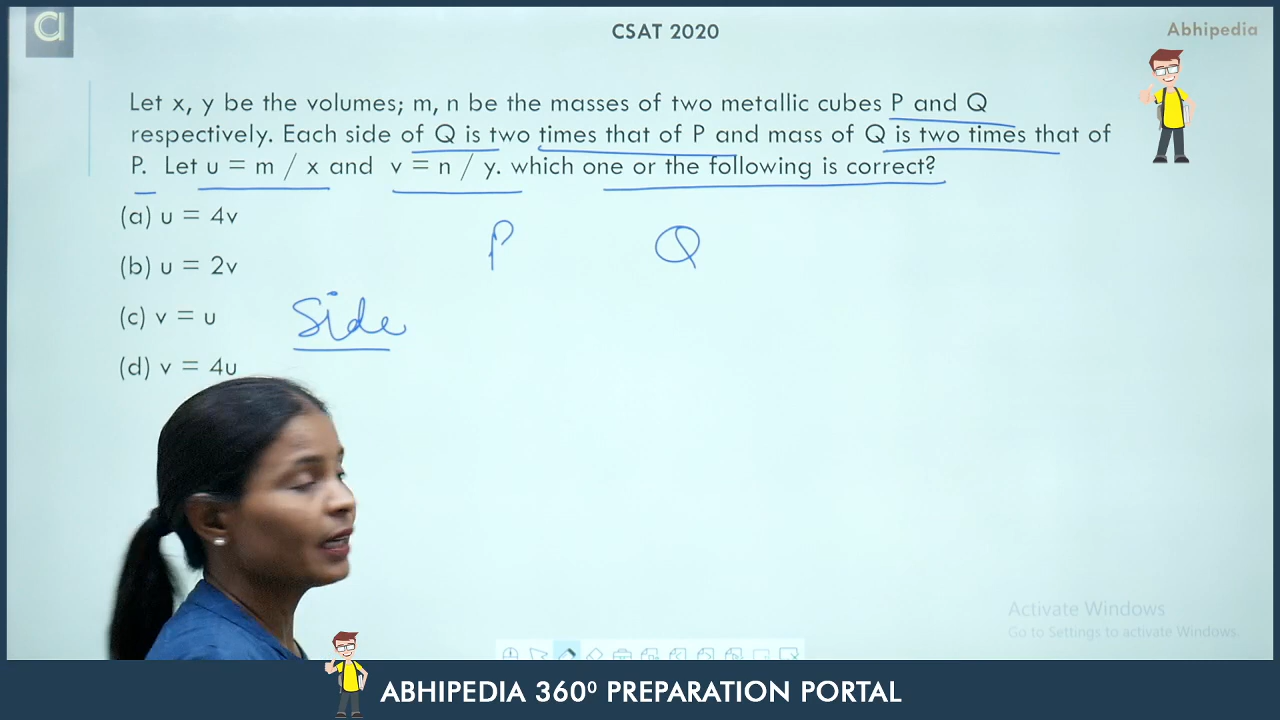 CSAT 2020
Abhipedia
Let x, y be the volumes; m, n be the masses of two metallic cubes P and Q
respectively. Each side of Q is two times that of P and mass of Q is two times that of
P. Let u = m / x and v = n / y. which one or the following is correct?
(a) u = 4v
P Q
(b) u = 2v
(c) v = u
Side
(d) v = 4u
Activate Windows
Go to Settings to activate Windows.
ABHIPEDIA 360⁰ PREPARATION PORTAL